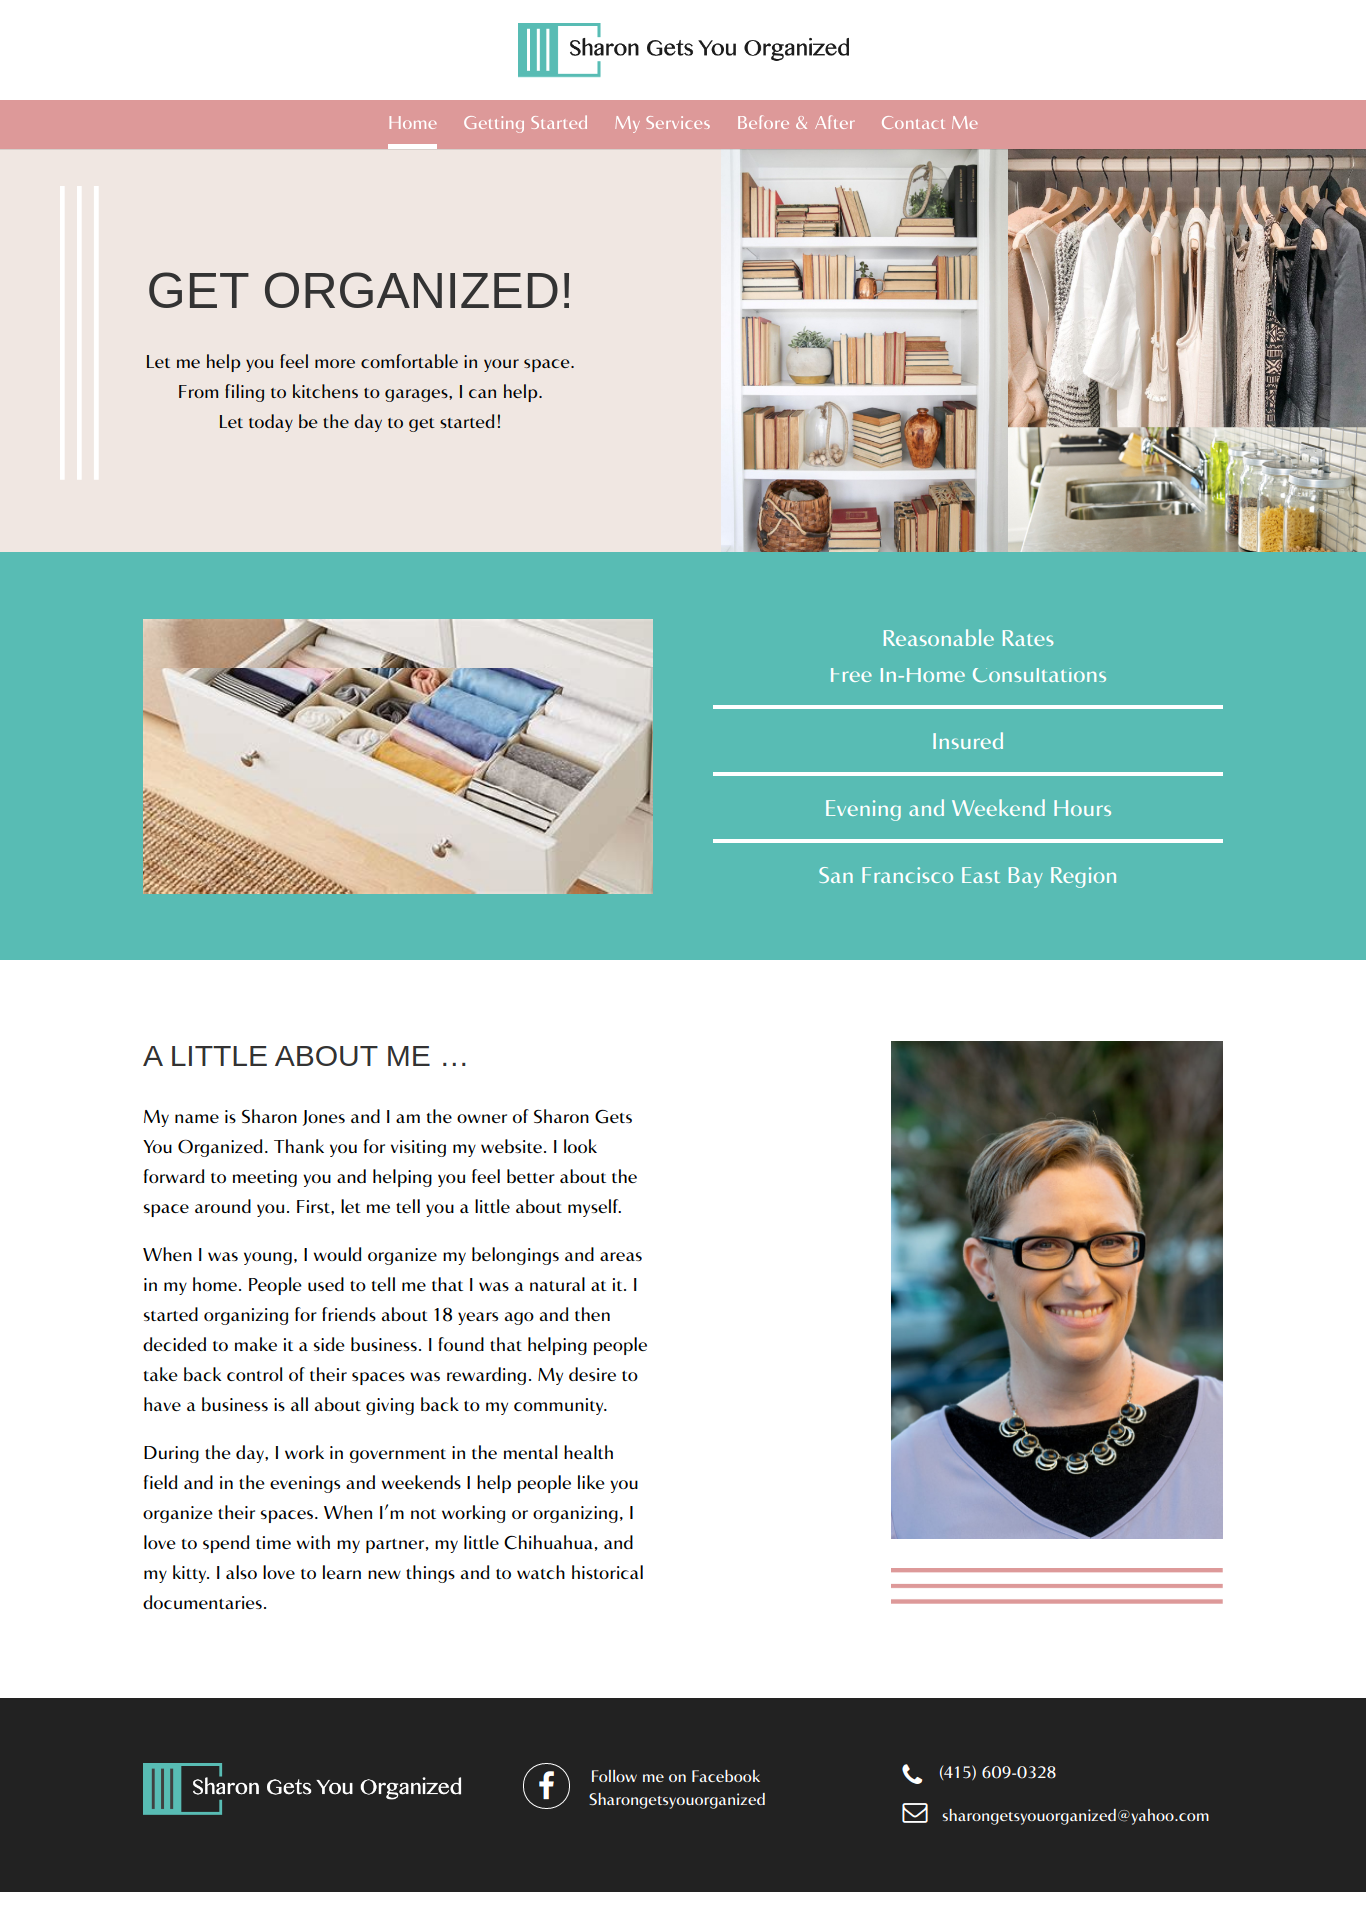 Sharon Gets You Organized
Home Getting Started My Services Before & After Contact Me
GET ORGANIZED!
Let me help you feel more comfortable in your space.
From filing to kitchens to garages, I can help.
Let today be the day to get started!
Reasonable Rates
Free In-Home Consultations
Insured
Evening and Weekend Hours
San Francisco East Bay Region
A LITTLE ABOUT ME …
My name is Sharon Jones and I am the owner of Sharon Gets
You Organized. Thank you for visiting my website. I look
forward to meeting you and helping you feel better about the
space around you. First, let me tell you a little about myself.
When I was young, I would organize my belongings and areas
in my home. People used to tell me that I was a natural at it. I
started organizing for friends about 18 years ago and then
decided to make it a side business. I found that helping people
take back control of their spaces was rewarding. My desire to
have a business is all about giving back to my community.
During the day, I work in government in the mental health
field and in the evenings and weekends I help people like you
organize their spaces. When I’m not working or organizing, I
love to spend time with my partner, my little Chihuahua, and
my kitty. I also love to learn new things and to watch historical
documentaries.
Sharon Gets You Organized
Follow me on Facebook
Sharongetsyouorganized
(415) 609-0328
sharongetsyouorganized@yahoo.com